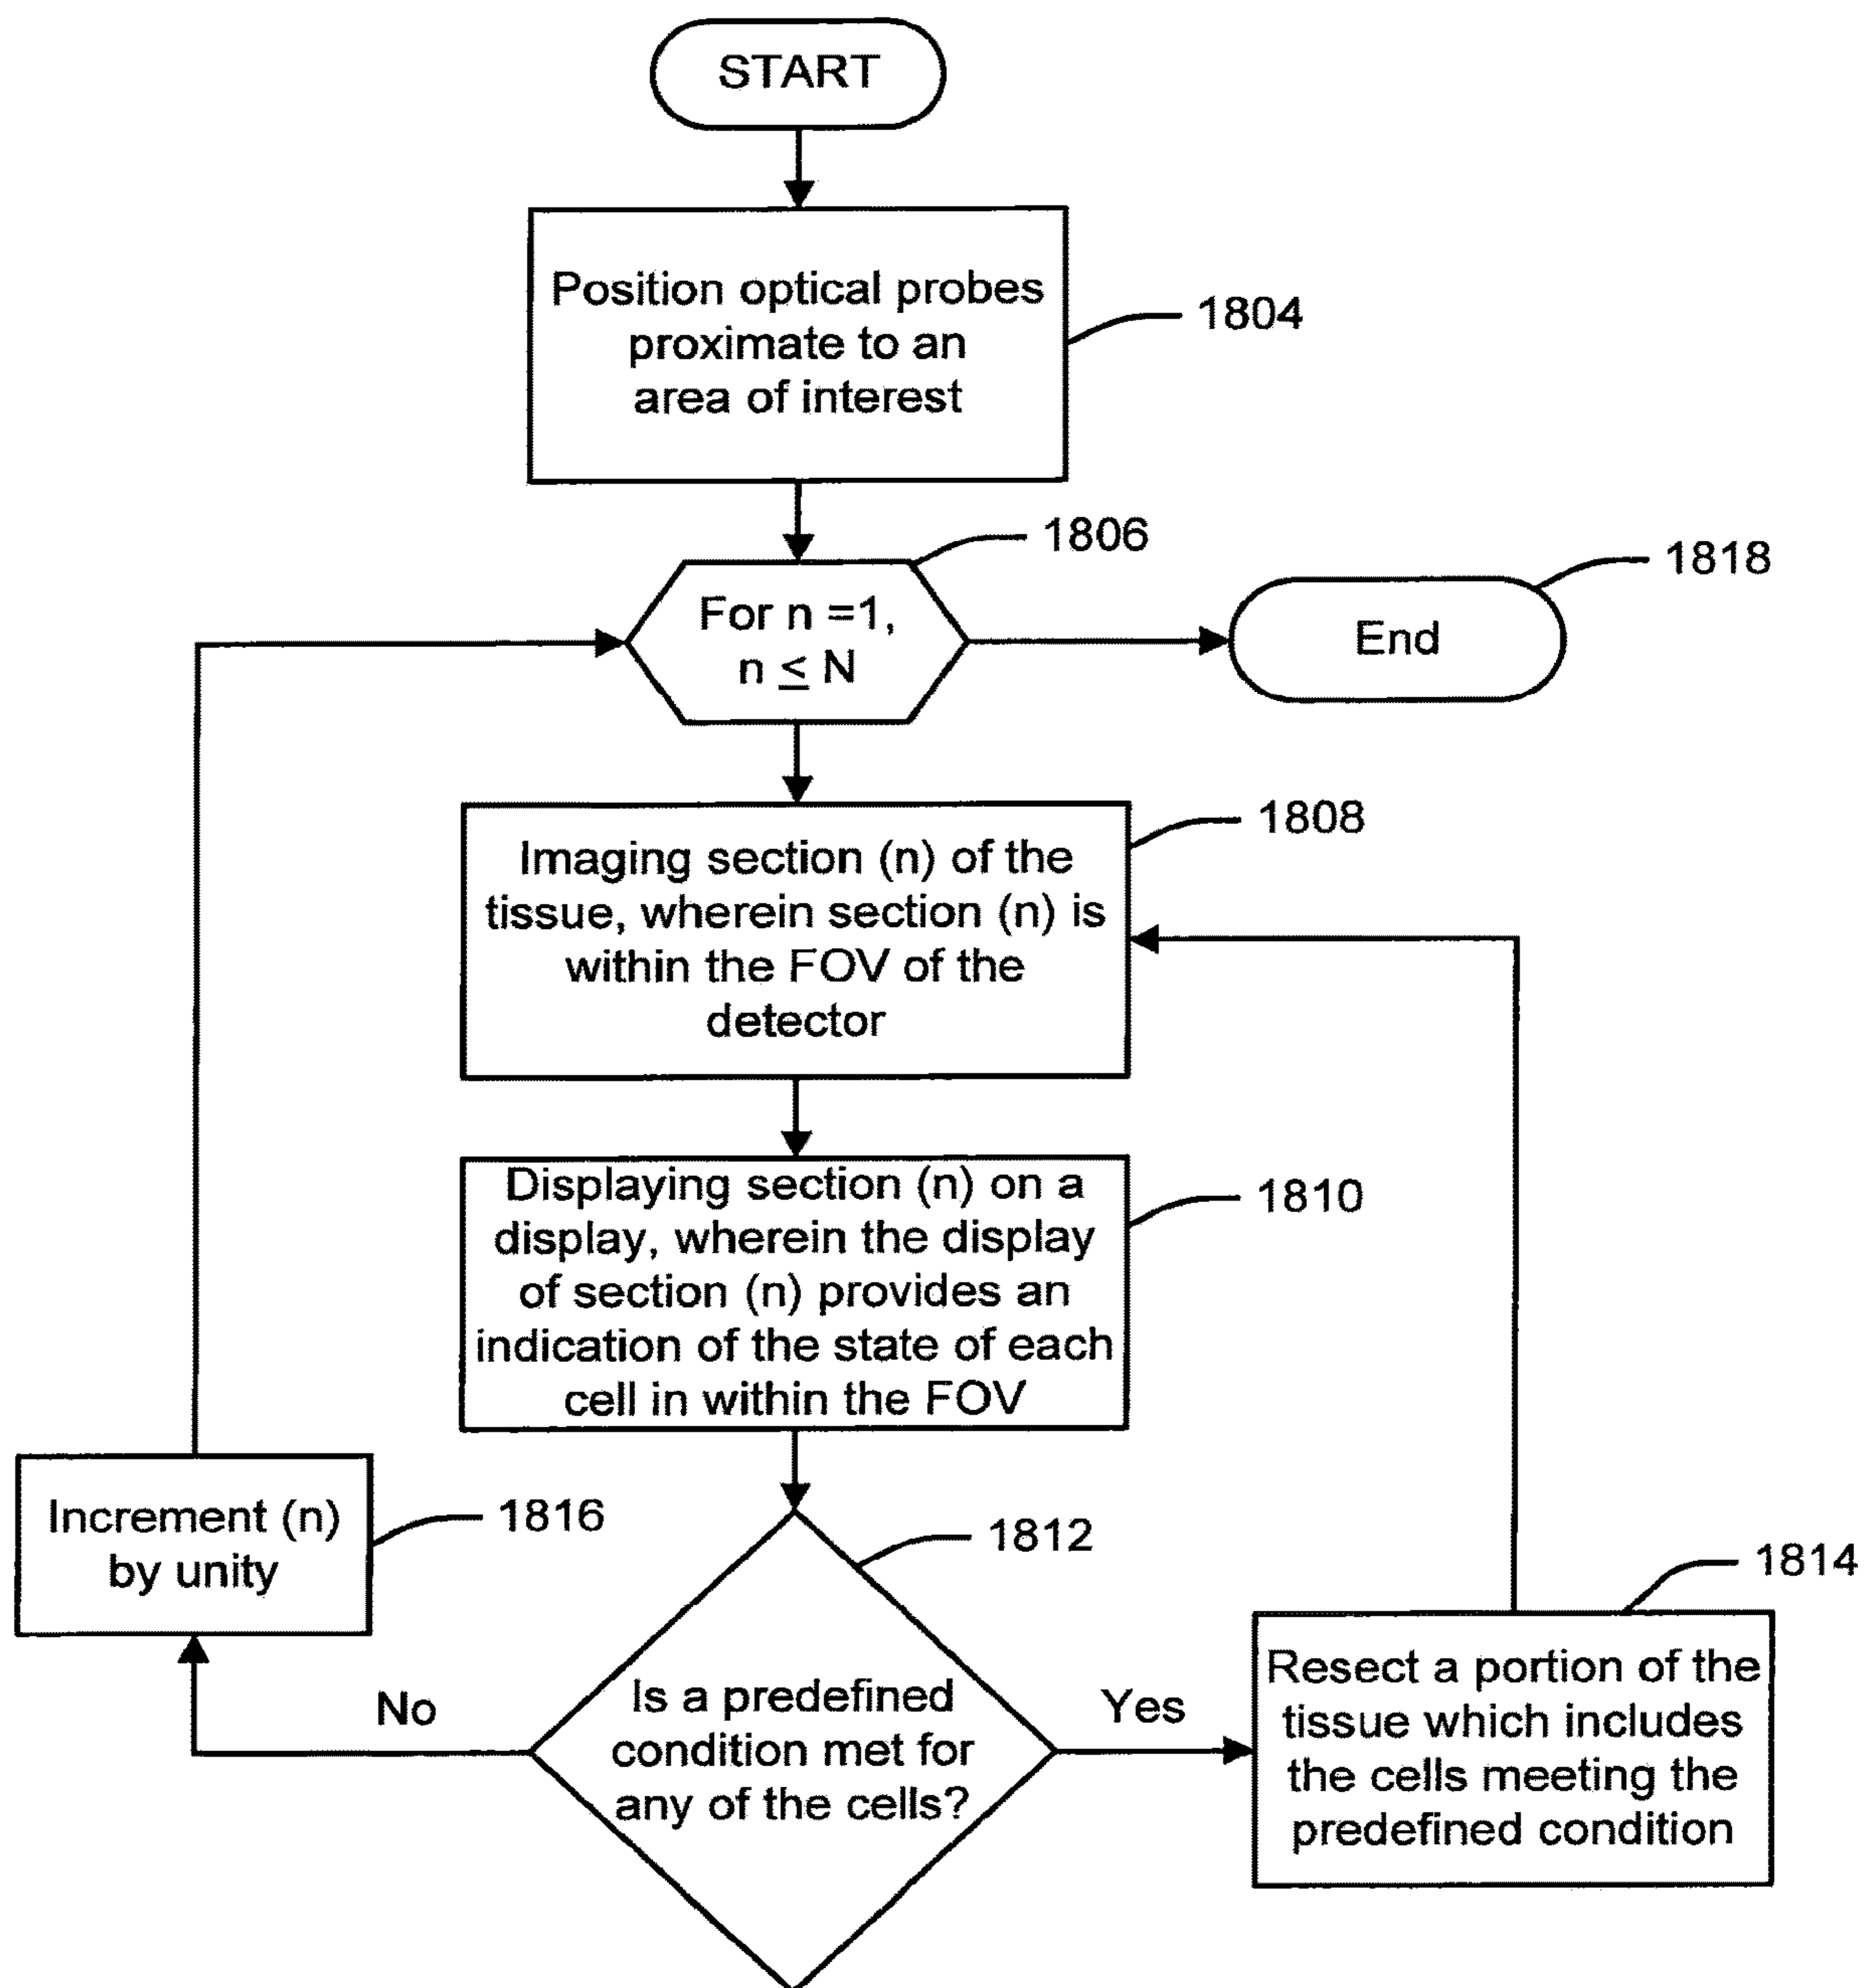 START
Position optical probes
proximate to an
area of interest
1804
1806
For n =1,
n ≤ N
1818
End
1808
Imaging section (n) of the
tissue, wherein section (n) is
within the FOV of the
detector
Displaying section (n) on a
display, wherein the display
of section (n) provides an
indication of the state of each
cell in within the FOV
1810
Increment (n)
by unity
1816
1812
1814
No
Is a predefined
condition met for
any of the cells?
Yes
Resect a portion of the
tissue which includes
the cells meeting the
predefined condition